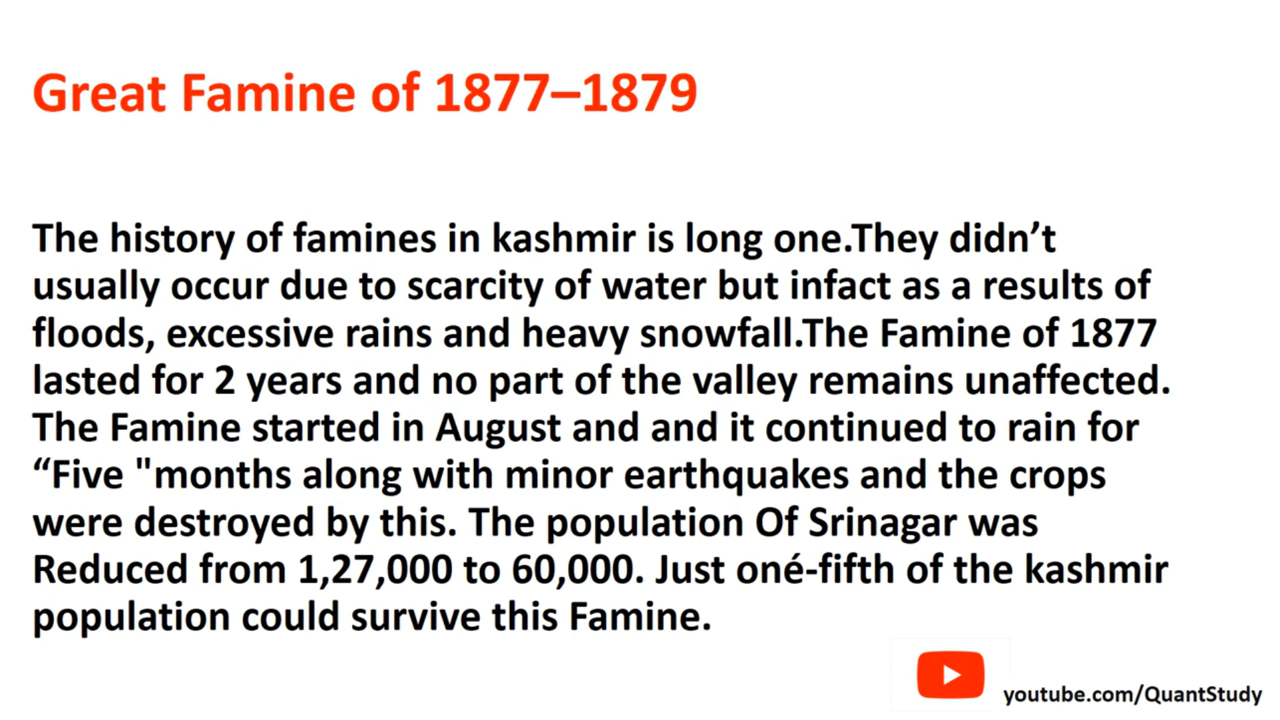 Great Famine of 1877–1879
The history of famines in kashmir is long one.They didn’t
usually occur due to scarcity of water but infact as a results of
floods, excessive rains and heavy snowfall.The Famine of 1877
lasted for 2 years and no part of the valley remains unaffected.
The Famine started in August and and it continued to rain for
“Five "months along with minor earthquakes and the crops
were destroyed by this. The population Of Srinagar was
Reduced from 1,27,000 to 60,000. Just oné-fifth of the kashmir
population could survive this Famine.
youtube.com/QuantStudy